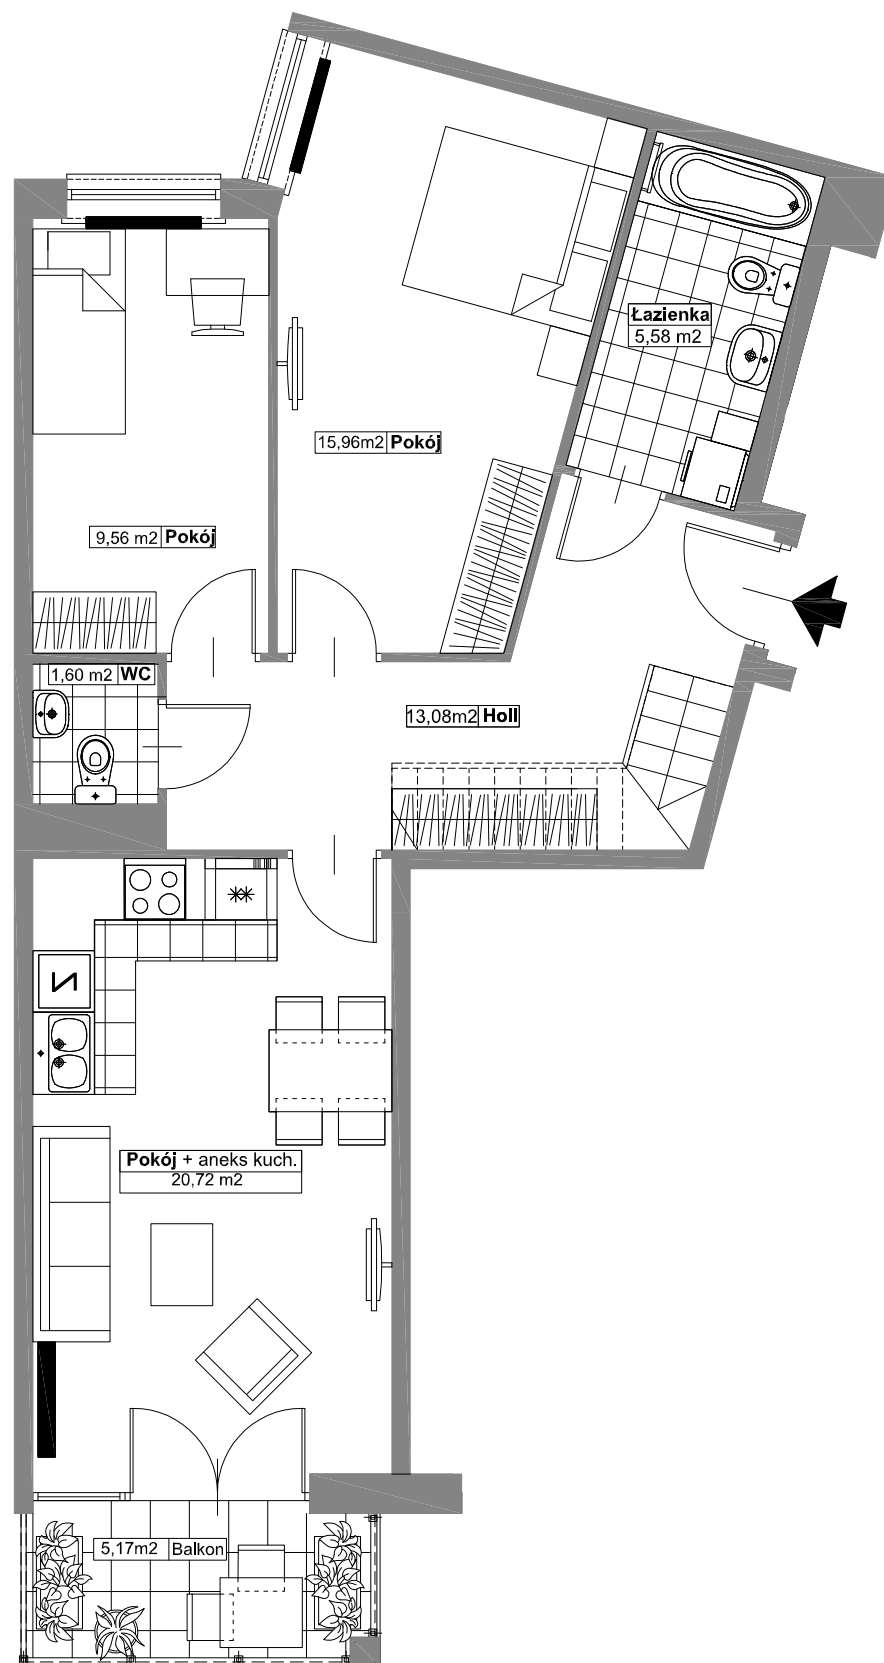 Łazienka
5,58 m2
15,96m2 Pokój
9,56 m2 Pokój
1,60 m2 WC
13,08m2 Holl
Pokój + aneks kuch.
20,72 m2
5,17m2 Balkon